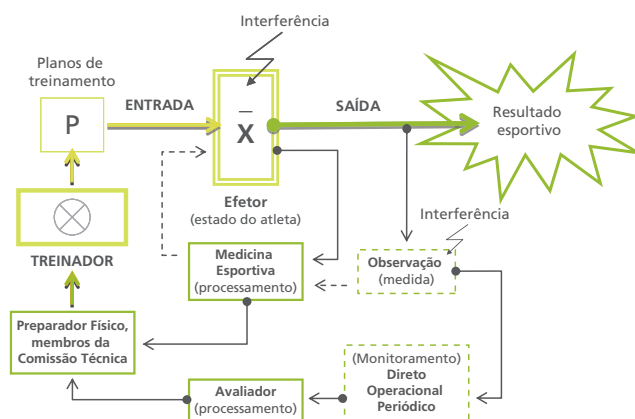 Interferência
Planos de
treinamento
P
ENTRADA
X
SAÍDA
Resultado
esportivo
Efetor
(estado do atleta)
Interferência
TREINADOR
Medicina
Esportiva
(processamento)
Observação
(medida)
Preparador Físico,
membros da
Comissão Técnica
Avaliador
(processamento)
(Monitoramento)
Direto
Operacional
Periódico